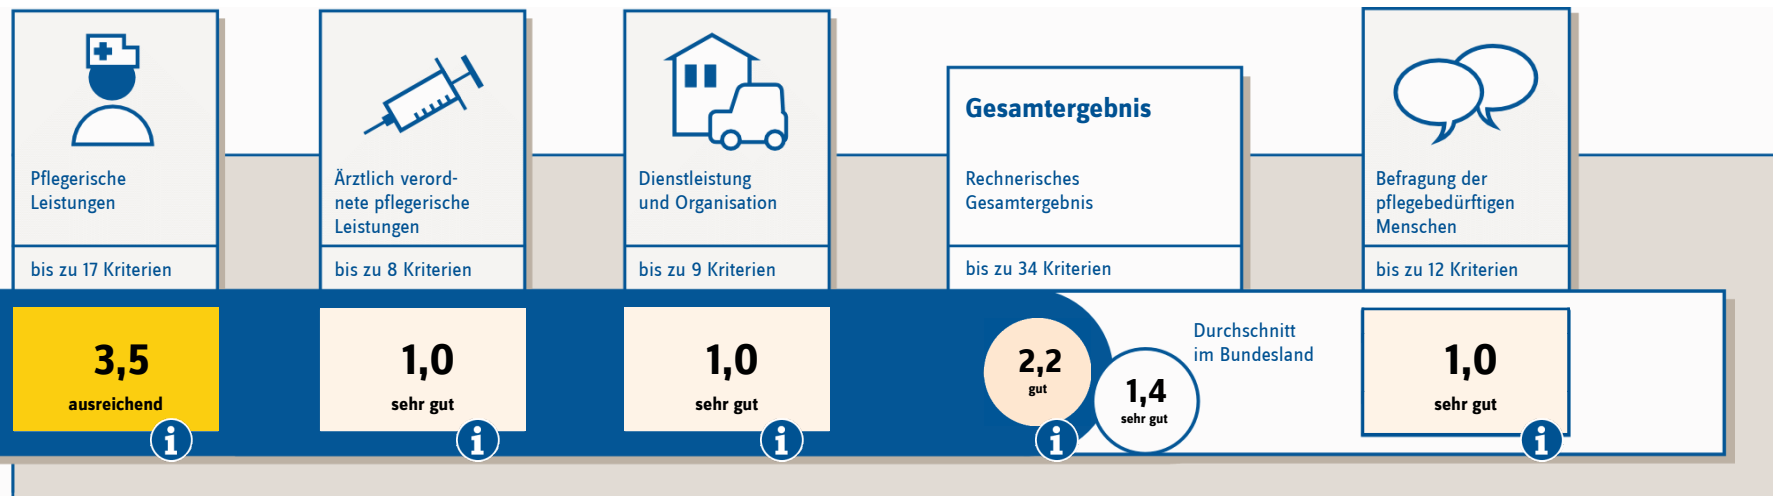 Pflegerische
Leistungen
bis zu 17 Kriterien
3,5
ausreichend
i
Ärztlich verord-
nete pflegerische
Leistungen
bis zu 8 Kriterien
1,0
sehr gut
i
Dienstleistung
und Organisation
bis zu 9 Kriterien
1,0
sehr gut
i
Gesamtergebnis
Rechnerisches
Gesamtergebnis
bis zu 34 Kriterien
2,2
gut
i
1,4
sehr gut
Durchschnitt
im Bundesland
Befragung der
pflegebedürftigen
Menschen
bis zu 12 Kriterien
1,0
sehr gut
i